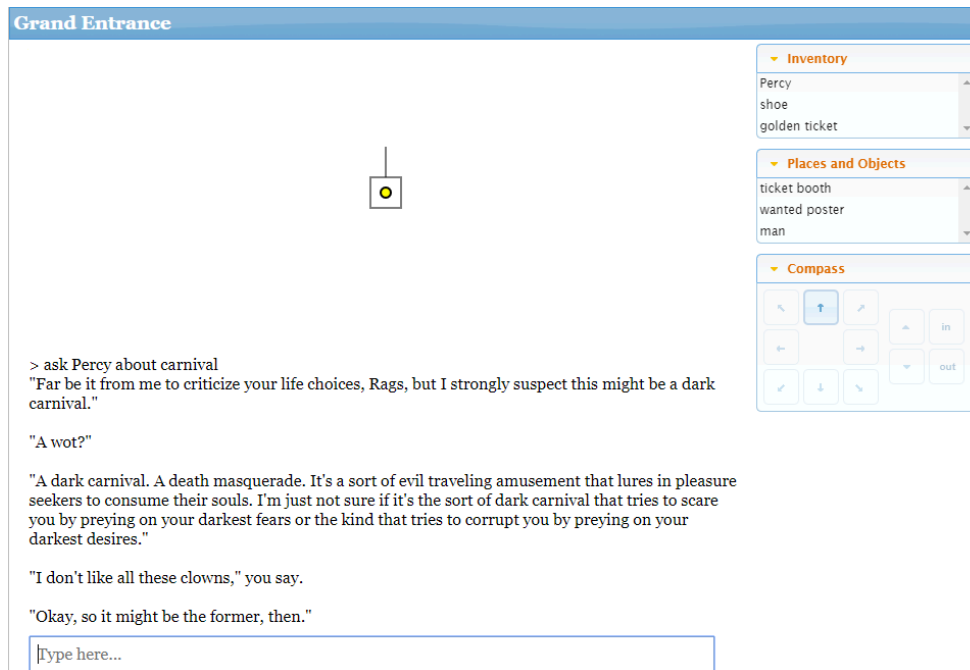 Grand Entrance
Inventory
Percy
shoe
golden ticket
Places and Objects
ticket booth
wanted poster
man
Compass
in
out
> ask Percy about carnival
"Far be it from me to criticize your life choices, Rags, but I strongly suspect this might be a dark
carnival."
"A wot?"
"A dark carnival. A death masquerade. It's a sort of evil traveling amusement that lures in pleasure
seekers to consume their souls. I'm just not sure if it's the sort of dark carnival that tries to scare
you by preying on your darkest fears or the kind that tries to corrupt you by preying on your
darkest desires."
"I don't like all these clowns," you say.
"Okay, so it might be the former, then."
Type here...